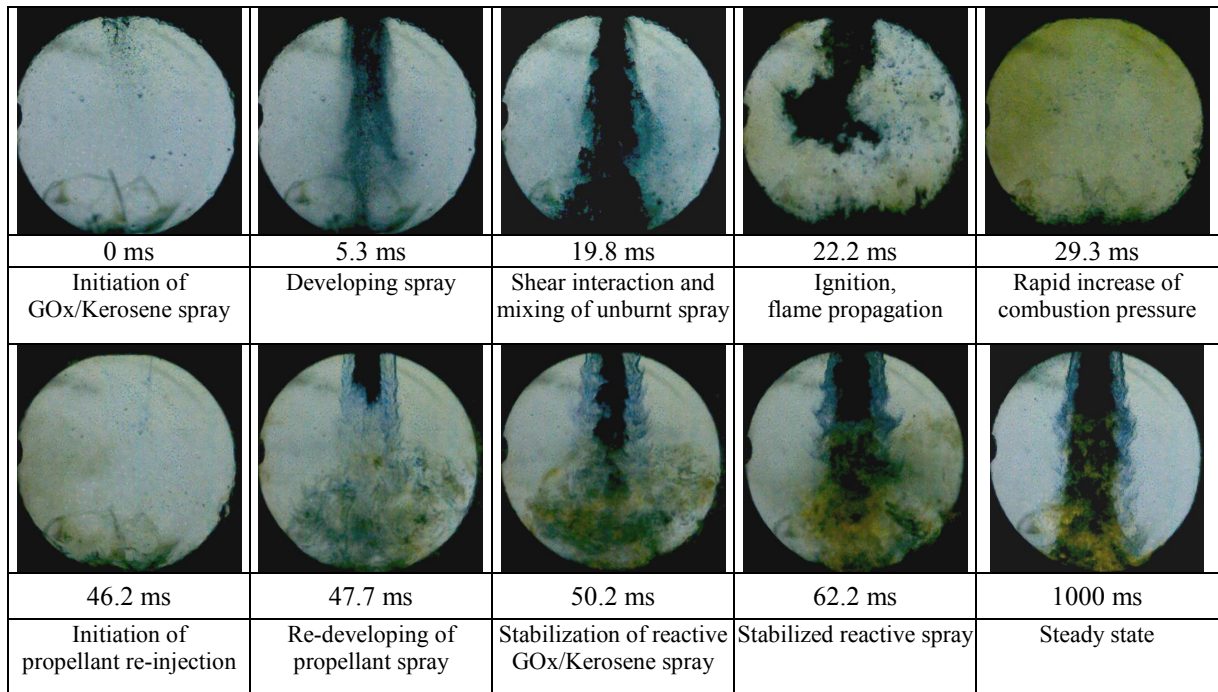 0 ms
5.3 ms
19.8 ms
22.2 ms
29.3 ms
Initiation of
GOx/Kerosene spray
Developing spray
Shear interaction and
mixing of unburnt spray
Ignition,
flame propagation
Rapid increase of
combustion pressure
46.2 ms
47.7 ms
50.2 ms
62.2 ms
1000 ms
Initiation of
propellant re-injection
Re-developing of
propellant spray
Stabilization of reactive
GOx/Kerosene spray
Stabilized reactive spray
Steady state